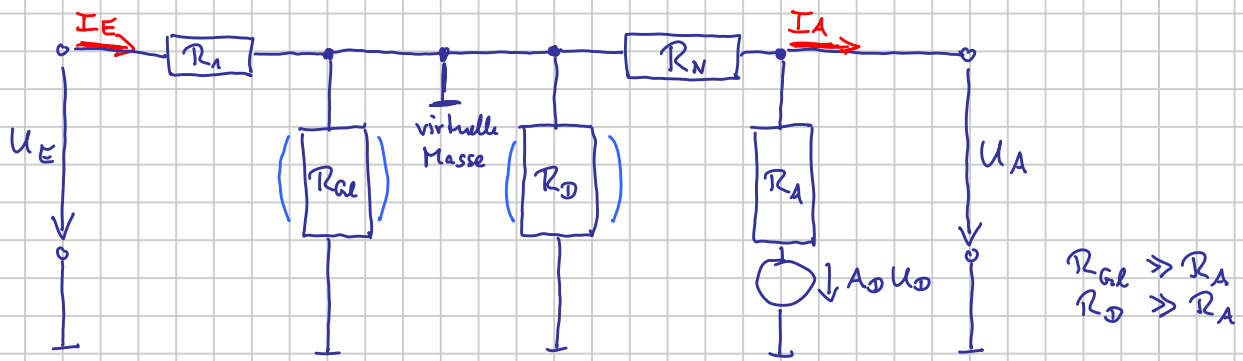 I_E
I_A
R_1
R_N
virtuelle
Masse
U_E
R_Gl
R_D
R_A
U_A
A_D U_D
R_Gl ≫ R_A
R_D ≫ R_A